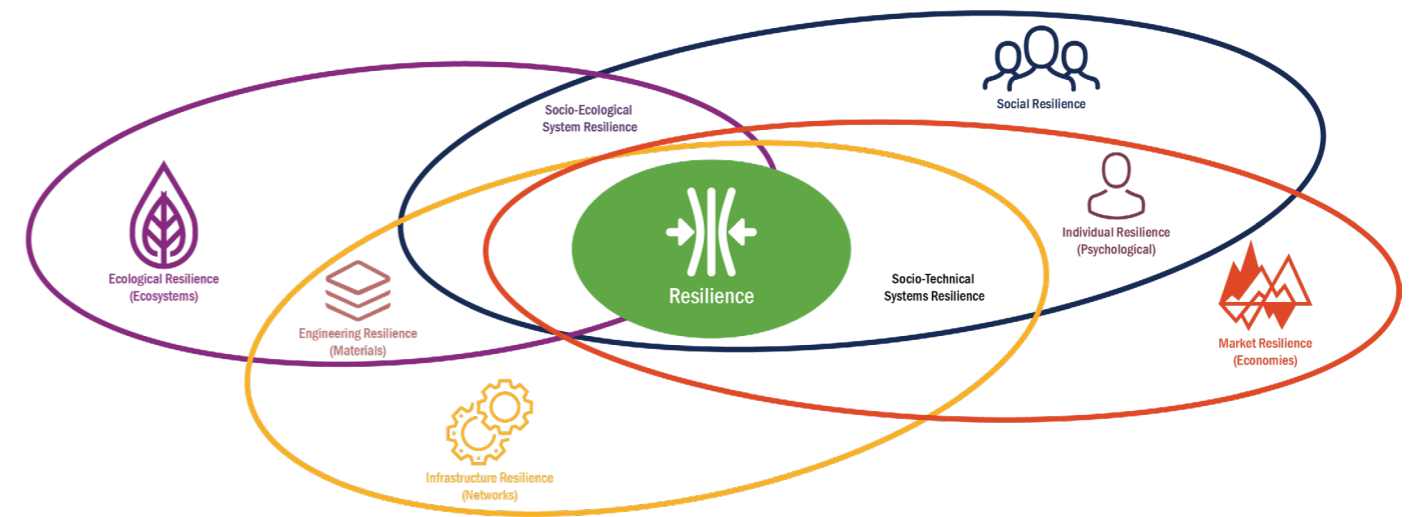 Social Resilience
Socio-Ecological
System Resilience
Individual Resilience
(Psychological)
Ecological Resilience
(Ecosystems)
Socio-Technical
Systems Resilience
Resilience
Engineering Resilience
(Materials)
Market Resilience
(Economies)
Infrastructure Resilience
(Networks)